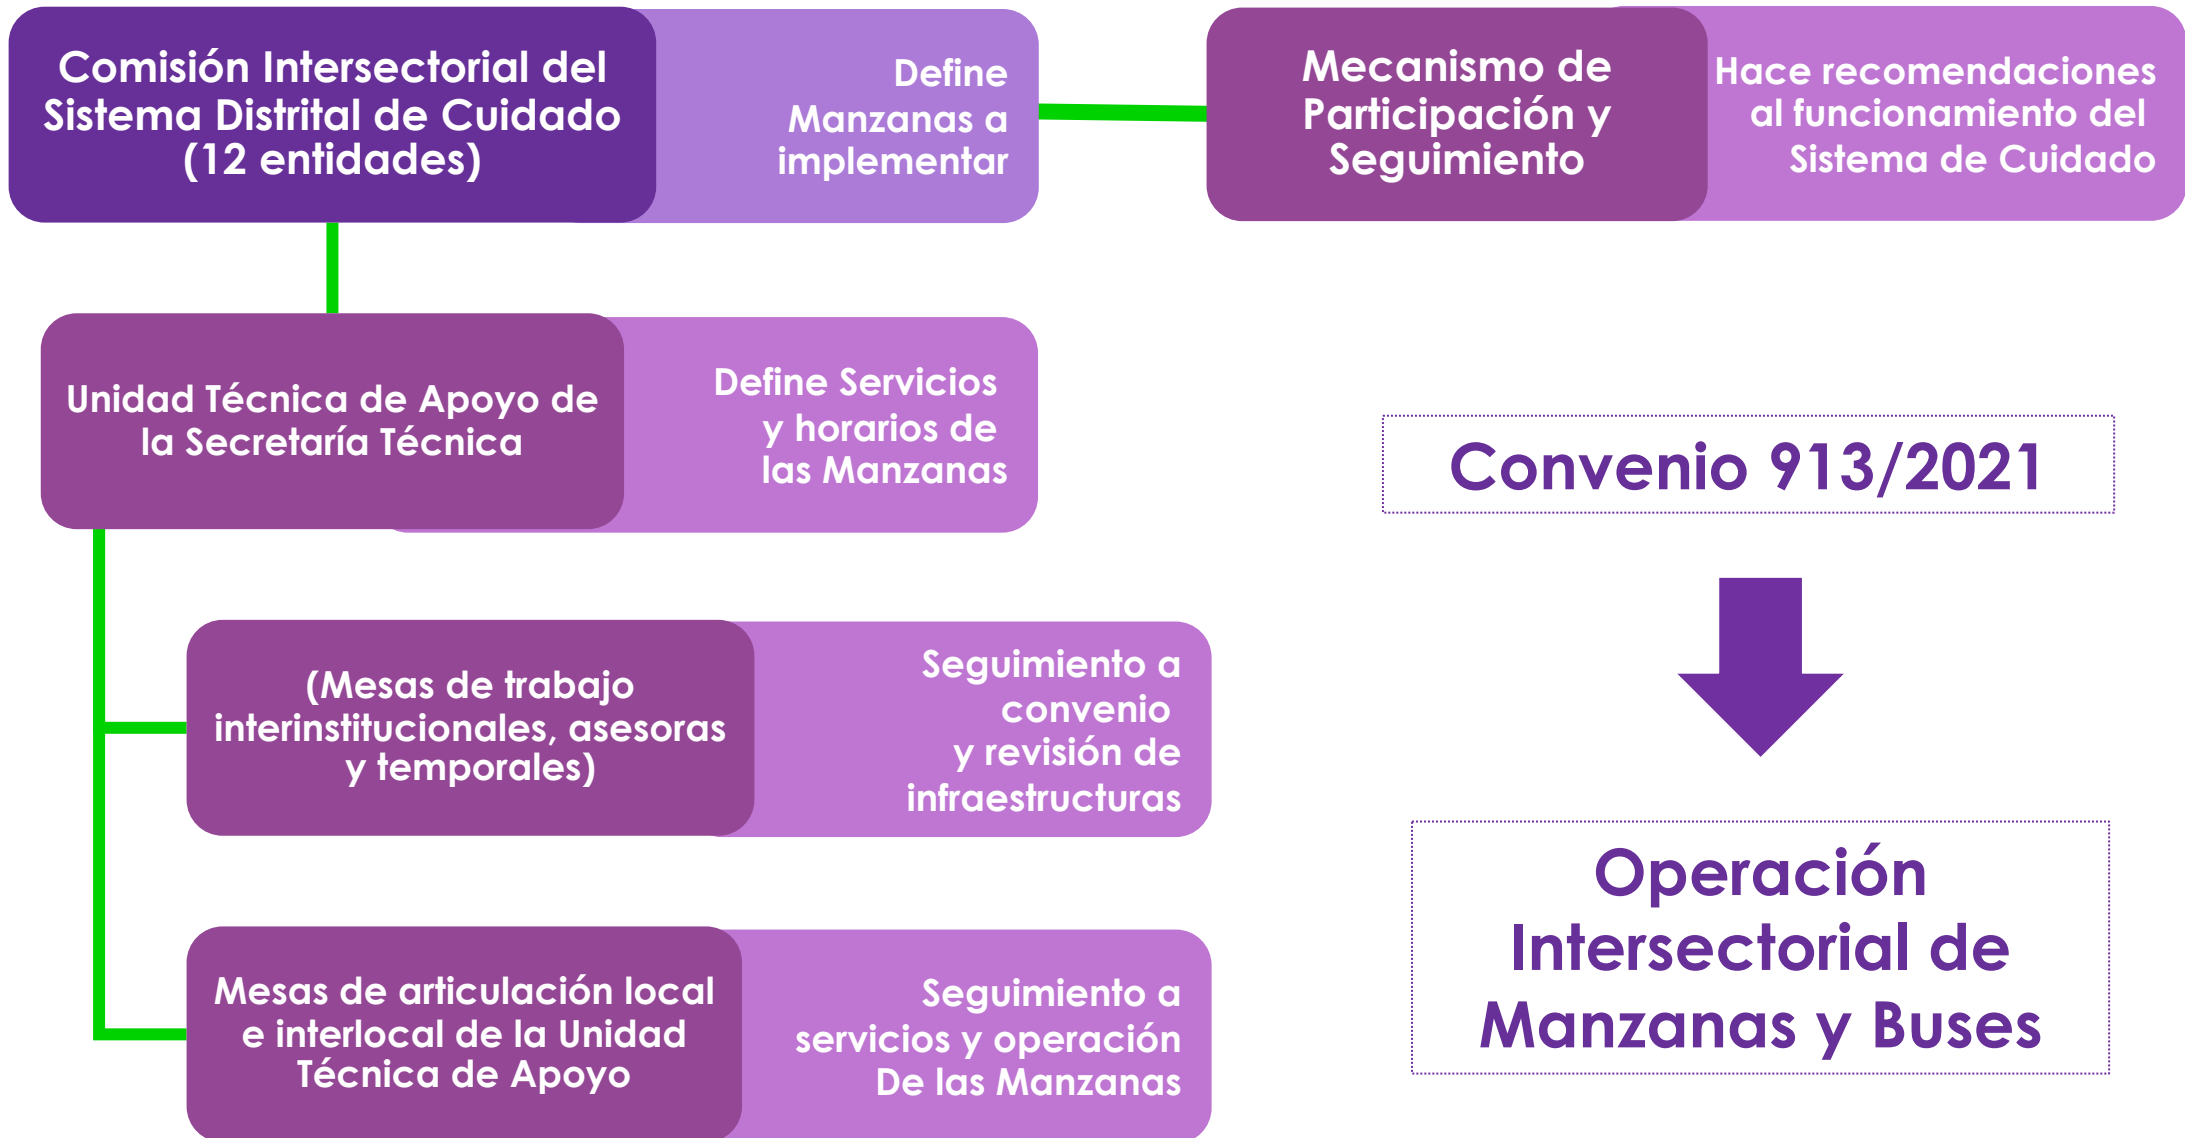 Comisión Intersectorial del
Sistema Distrital de Cuidado
(12 entidades)
Define
Manzanas a
implementar
Mecanismo de
Participación y
Seguimiento
Hace recomendaciones
al funcionamiento del
Sistema de Cuidado
Unidad Técnica de Apoyo de
la Secretaría Técnica
Define Servicios
y horarios de
las Manzanas
Convenio 913/2021
(Mesas de trabajo
interinstitucionales, asesoras
y temporales)
Seguimiento a
convenio
y revisión de
infraestructuras
Operación
Intersectorial de
Manzanas y Buses
Mesas de articulación local
e interlocal de la Unidad
Técnica de Apoyo
Seguimiento a
servicios y operación
De las Manzanas